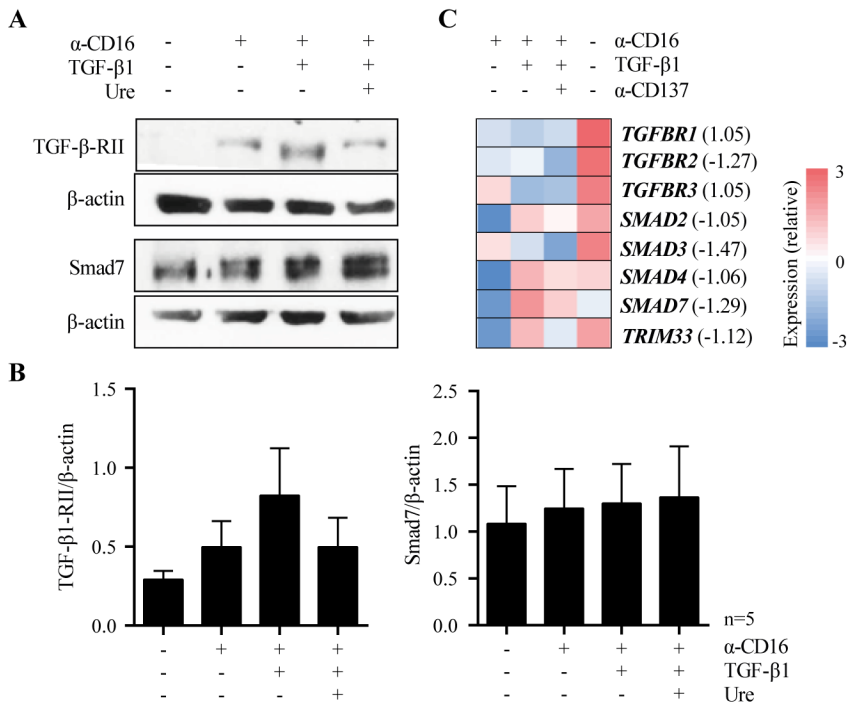 A
α-CD16 - + + +
TGF-β1 - - + +
Ure - - - +
TGF-β-RII
β-actin
Smad7
β-actin
C
+ + + - α-CD16
- + + - TGF-β1
- - + - α-CD137
TGFBR1 (1.05)
TGFBR2 (-1.27)
TGFBR3 (1.05)
SMAD2 (-1.05)
SMAD3 (-1.47)
SMAD4 (-1.06)
SMAD7 (-1.29)
TRIM33 (-1.12)
Expression (relative)
3
0
-3
B
TGF-β1-RII/β-actin
1.5
1.0
0.5
0.0
- + + +
- - + +
- - - +
Smad7/β-actin
2.5
2.0
1.5
1.0
0.5
0.0
n=5
- + + + α-CD16
- - + + TGF-β1
- - - + Ure